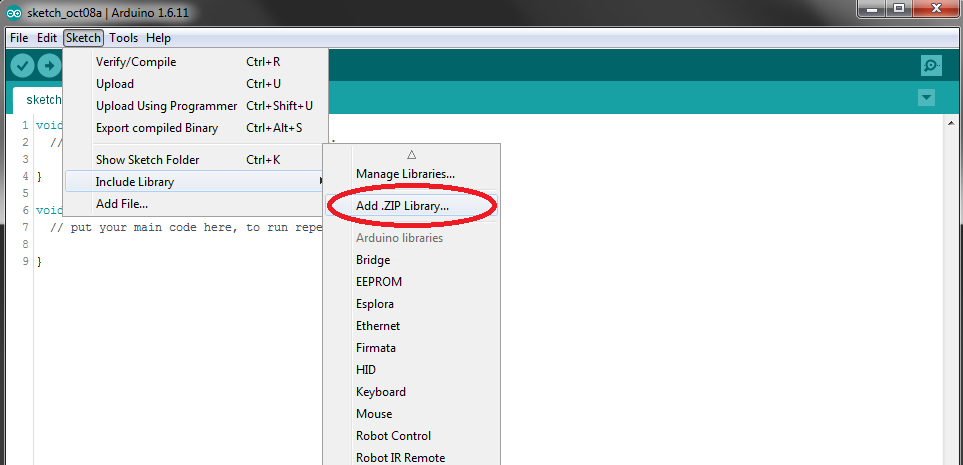 sketch_oct08a | Arduino 1.6.11
File Edit Sketch Tools Help
Verify/Compile Ctrl+R
Upload Ctrl+U
Upload Using Programmer Ctrl+Shift+U
Export compiled Binary Ctrl+Alt+S
Show Sketch Folder Ctrl+K
Include Library
Add File...
Manage Libraries...
Add .ZIP Library...
Arduino libraries
Bridge
EEPROM
Esplora
Ethernet
Firmata
HID
Keyboard
Mouse
Robot Control
Robot IR Remote
sketch
1 void
2 //
3
4 }
5
6 void
7 // put your main code here, to run repe
8
9 }